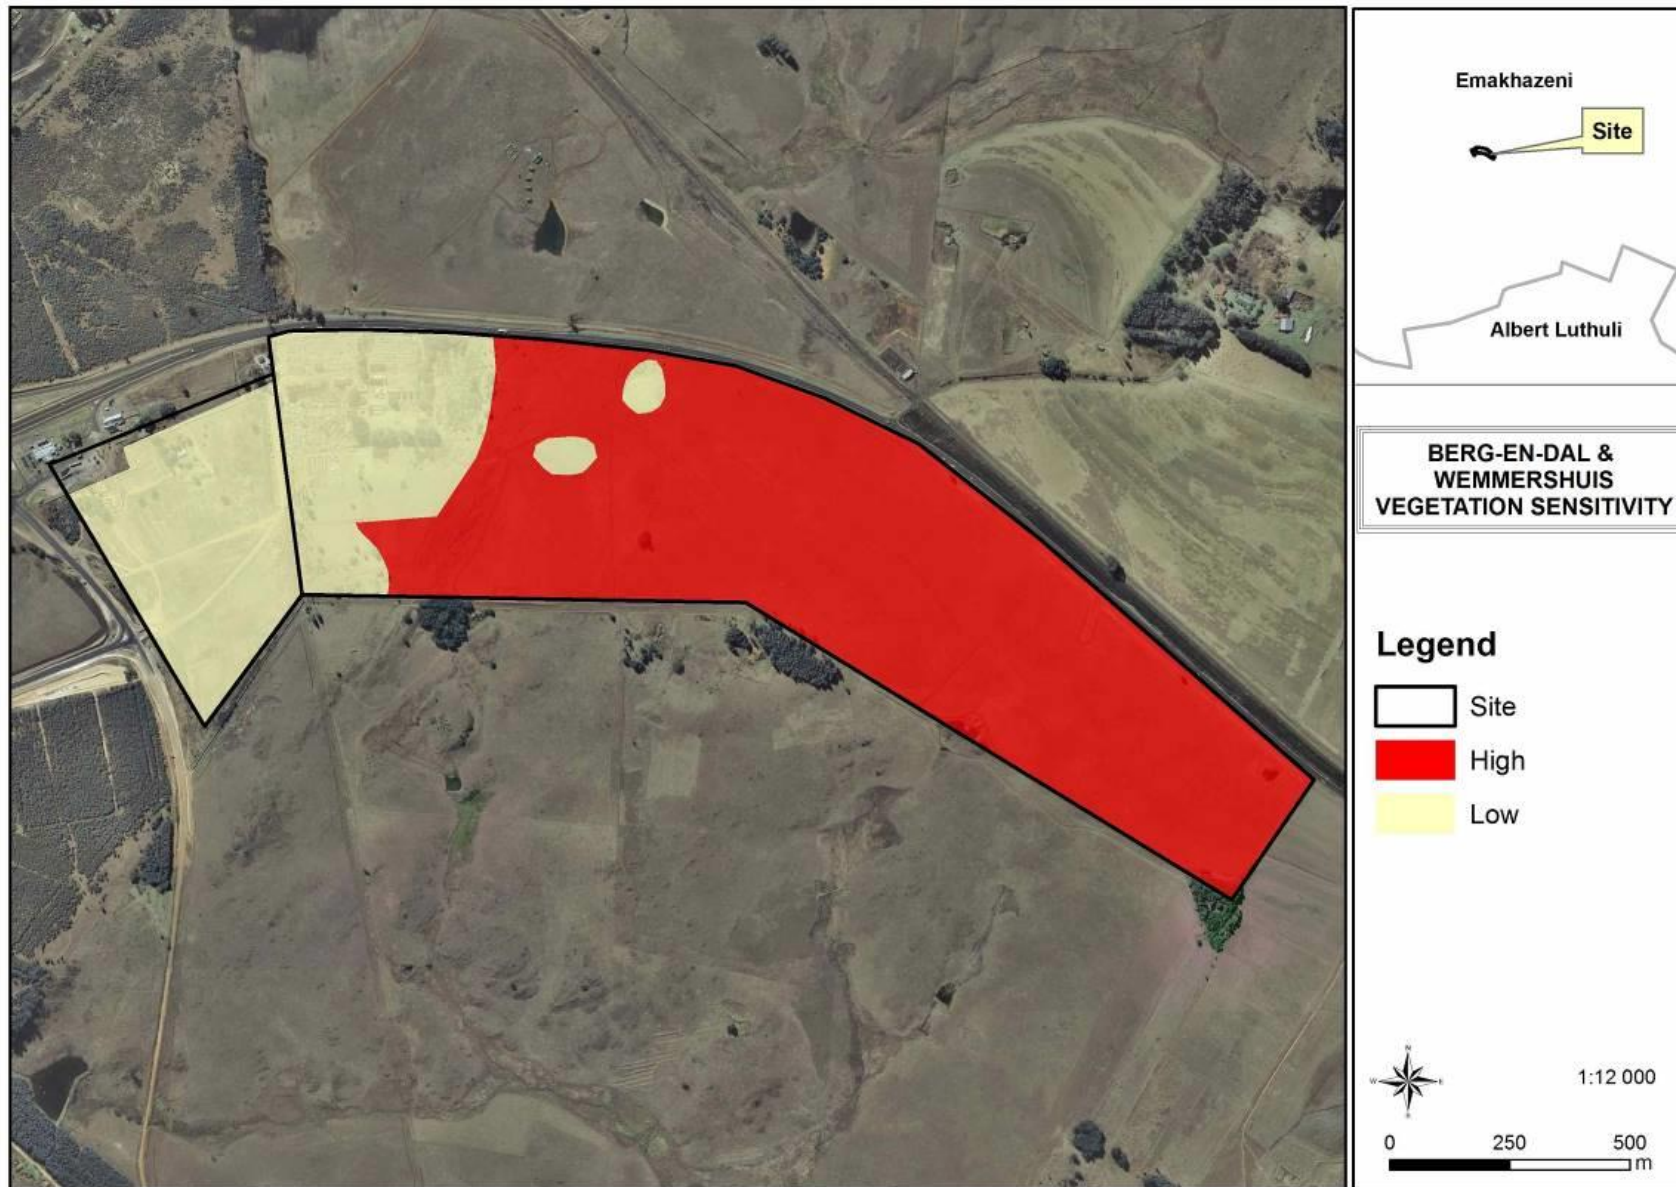 Emakhazeni
Site
Albert Luthuli
BERG-EN-DAL &
WEMMERSHUIS
VEGETATION SENSITIVITY
Legend
Site
High
Low
N
W E
S
1:12 000
0 250 500
m